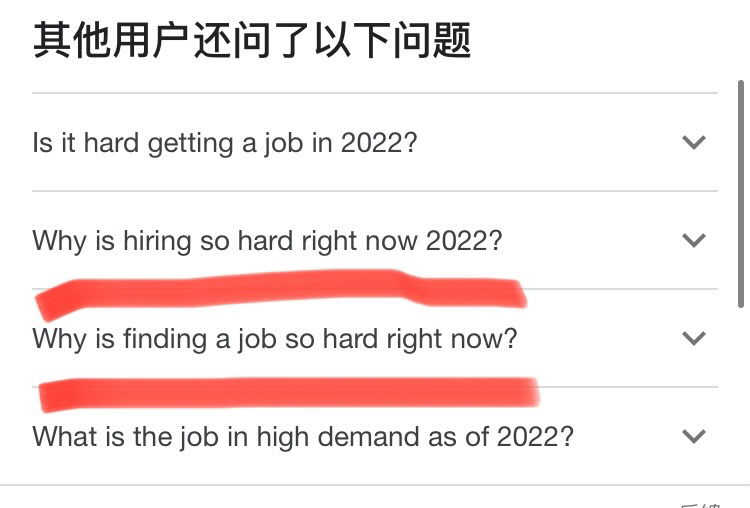 其他用户还问了以下问题
Is it hard getting a job in 2022?
Why is hiring so hard right now 2022?
Why is finding a job so hard right now?
What is the job in high demand as of 2022?